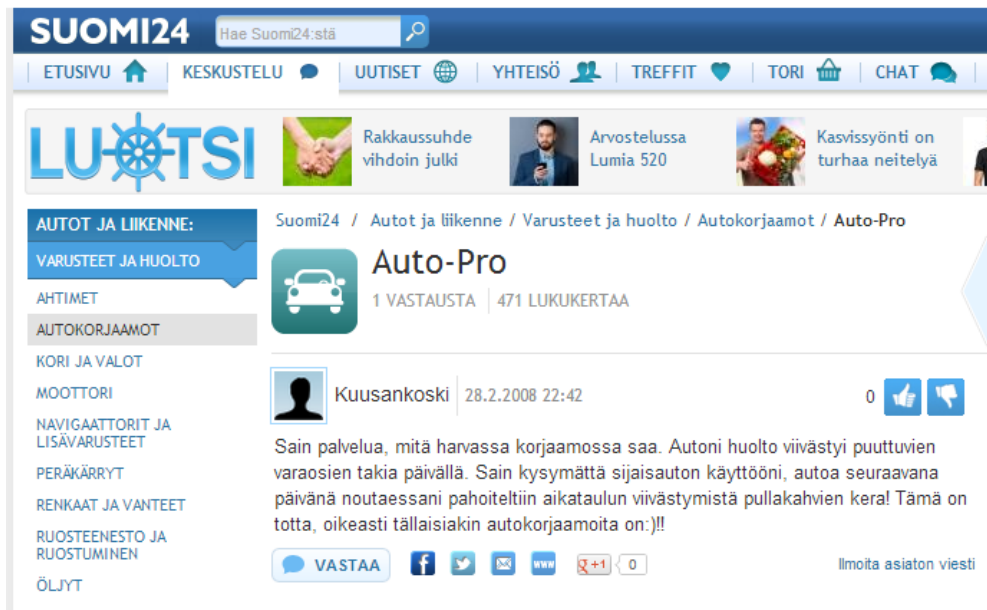 SUOMI24
Hae Suomi24:stä
ETUSIVU
KESKUSTELU
UUTISET
YHTEISÖ
TREFFIT
TORI
CHAT
LUOTSI
Rakkaussuhde
vihdoin julki
Arvostelussa
Lumia 520
Kasvissyönti on
turhaa neitelyä
AUTOT JA LIIKENNE:
VARUSTEET JA HUOLTO
AHTIMET
AUTOKORJAAMOT
KORI JA VALOT
MOOTTORI
NAVIGAATTORIT JA
LISÄVARUSTEET
PERÄKÄRRYT
RENKAAT JA VANTEET
RUOSTEENESTO JA
RUOSTUMINEN
ÖLJYT
Suomi24 / Autot ja liikenne / Varusteet ja huolto / Autokorjaamot / Auto-Pro
Auto-Pro
1 VASTAUSTA 471 LUKUKERTAA
Kuusankoski 28.2.2008 22:42
0
Sain palvelua, mitä harvassa korjaamossa saa. Autoni huolto viivästyi puuttuvien
varaosien takia päivällä. Sain kysymättä sijaisauton käyttööni, autoa seuraavana
päivänä noutaessani pahoiteltiin aikataulun viivästymistä pullakahvien kera! Tämä on
totta, oikeasti tällaisiakin autokorjaamoita on:)!!
VASTAA
f
www
g+1
0
Ilmoita asiaton viesti